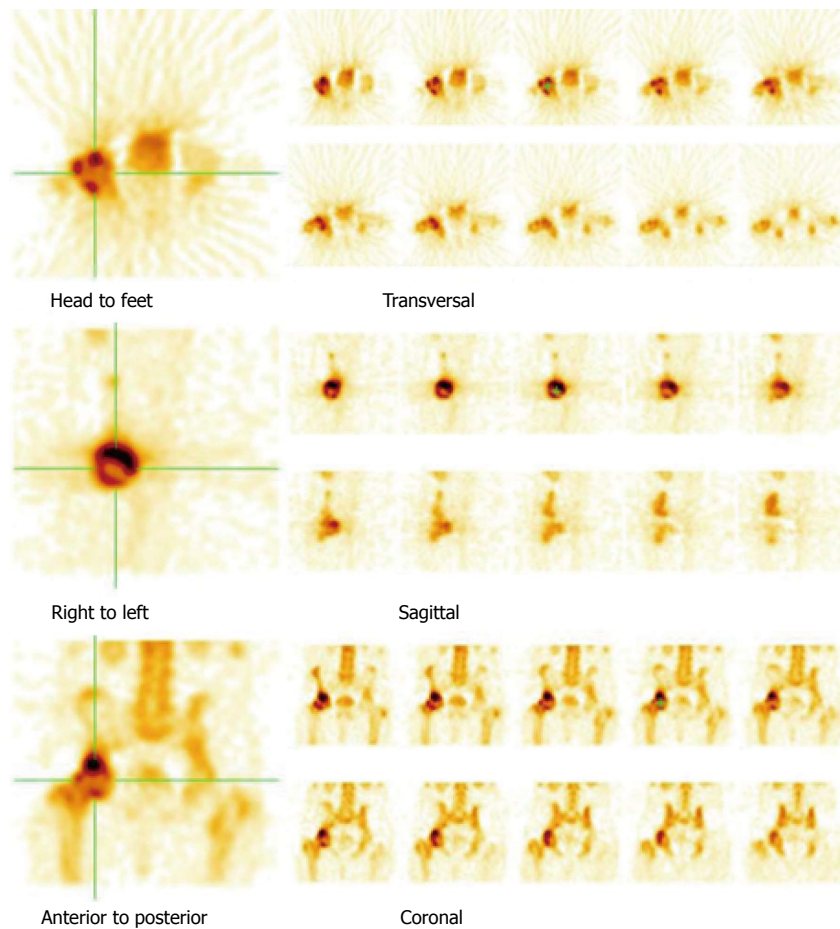 Head to feet
Transversal
Right to left
Sagittal
Anterior to posterior
Coronal